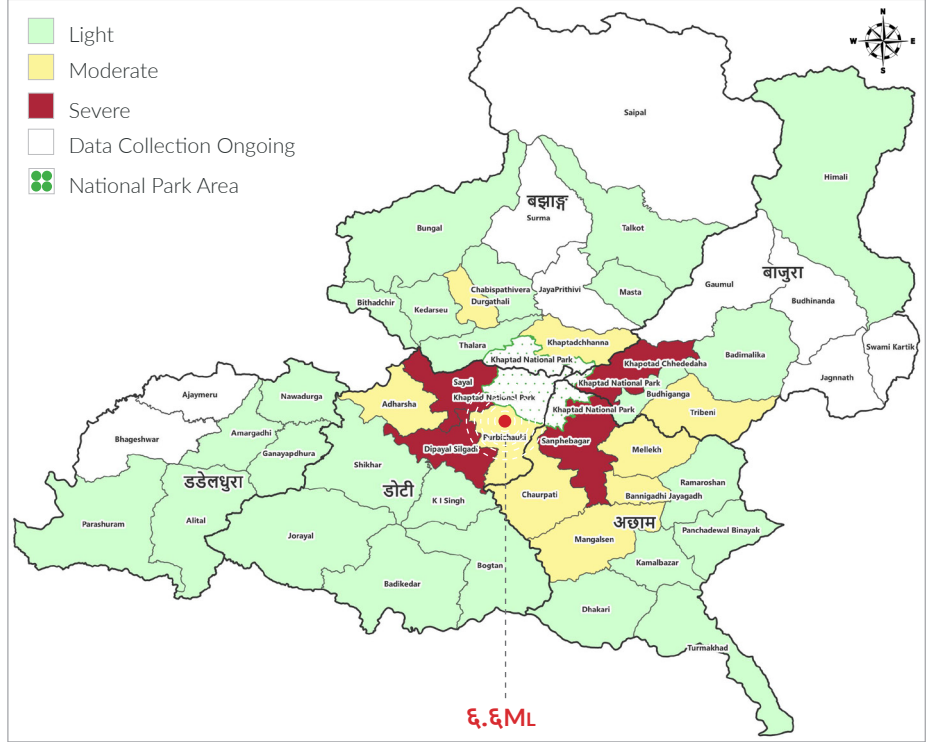 Light
Moderate
Severe
Data Collection Ongoing
National Park Area
N
W
E
S
Saipal
Himali
बझाङ्ग
Surma
Bungal
Talkot
बाजुरा
Gaumul
Chabispathivera
JayaPrithivi
Masta
Bithadchir
Durgathali
Budhinanda
Kedarseu
Khaptadchhanna
Thalara
Swami Kartik
Khaptad National Park
Khapotad Chhededaha
Badimalika
Jagnnath
Sayal
Khaptad National Park
Khaptad National Park
Budhiganga
Ajaymeru
Nawadurga
Adharsha
Khaptad National Park
Tribeni
Amargadhi
Bhageshwar
Purbichauki
Sanphebagar
Dipayal Silgadi
Mellekh
Ganayapdhura
Shikhar
डडेलधुरा
डोटी
K I Singh
Chaurpati
Bannigadhi Jayagadh
Ramaroshan
Parashuram
Alital
अछाम
Panchadewal Binayak
Jorayal
Mangalsen
Kamalbazar
Bogtan
Badikedar
Dhakari
Turmakhad
६.६ML